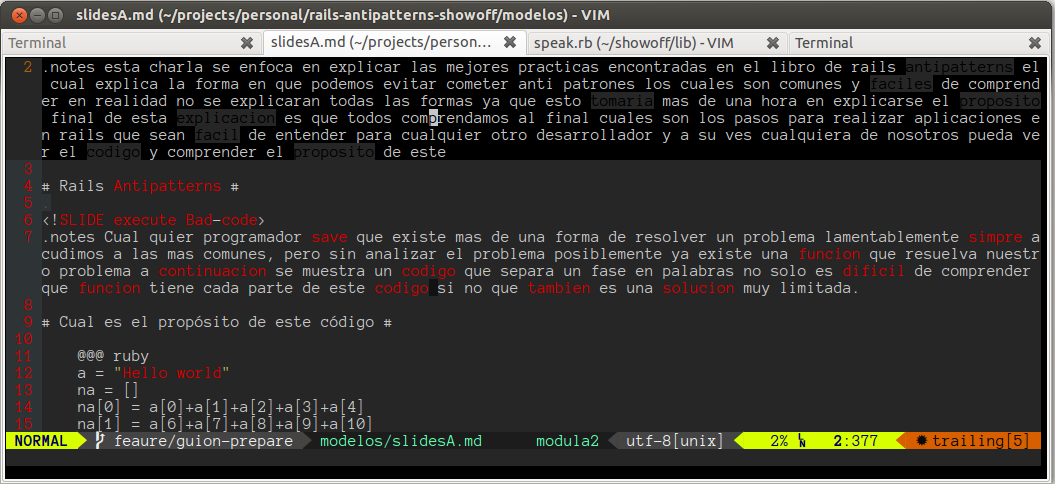 slidesA.md (~/projects/personal/rails-antipatterns-showoff/modelos) - VIM
Terminal slidesA.md (~/projects/person... speak.rb (~/showoff/lib) - VIM Terminal
2 .notes esta charla se enfoca en explicar las mejores practicas encontradas en el libro de rails antipatterns el
cual explica la forma en que podemos evitar cometer anti patrones los cuales son comunes y faciles de comprend
er en realidad no se explicaran todas las formas ya que esto tomaria mas de una hora en explicarse el proposito
final de esta explicacion es que todos comprendamos al final cuales son los pasos para realizar aplicaciones e
n rails que sean facil de entender para cualquier otro desarrollador y a su ves cualquiera de nosotros pueda ve
r el codigo y comprender el proposito de este
3
4 # Rails Antipatterns #
5 .
6 <!SLIDE execute Bad-code>
7 .notes Cual quier programador save que existe mas de una forma de resolver un problema lamentablemente simpre a
cudimos a las mas comunes, pero sin analizar el problema posiblemente ya existe una funcion que resuelva nuestr
o problema a continuacion se muestra un codigo que separa un fase en palabras no solo es dificil de comprender
que funcion tiene cada parte de este codigo si no que tambien es una solucion muy limitada.
8
9 # Cual es el propósito de este código #
10
11 @@@ ruby
12 a = "Hello world"
13 na = []
14 na[0] = a[0]+a[1]+a[2]+a[3]+a[4]
15 na[1] = a[6]+a[7]+a[8]+a[9]+a[10]
NORMAL feaure/guion-prepare modelos/slidesA.md modula2 utf-8[unix] 2% LN 2:377 trailing[5]